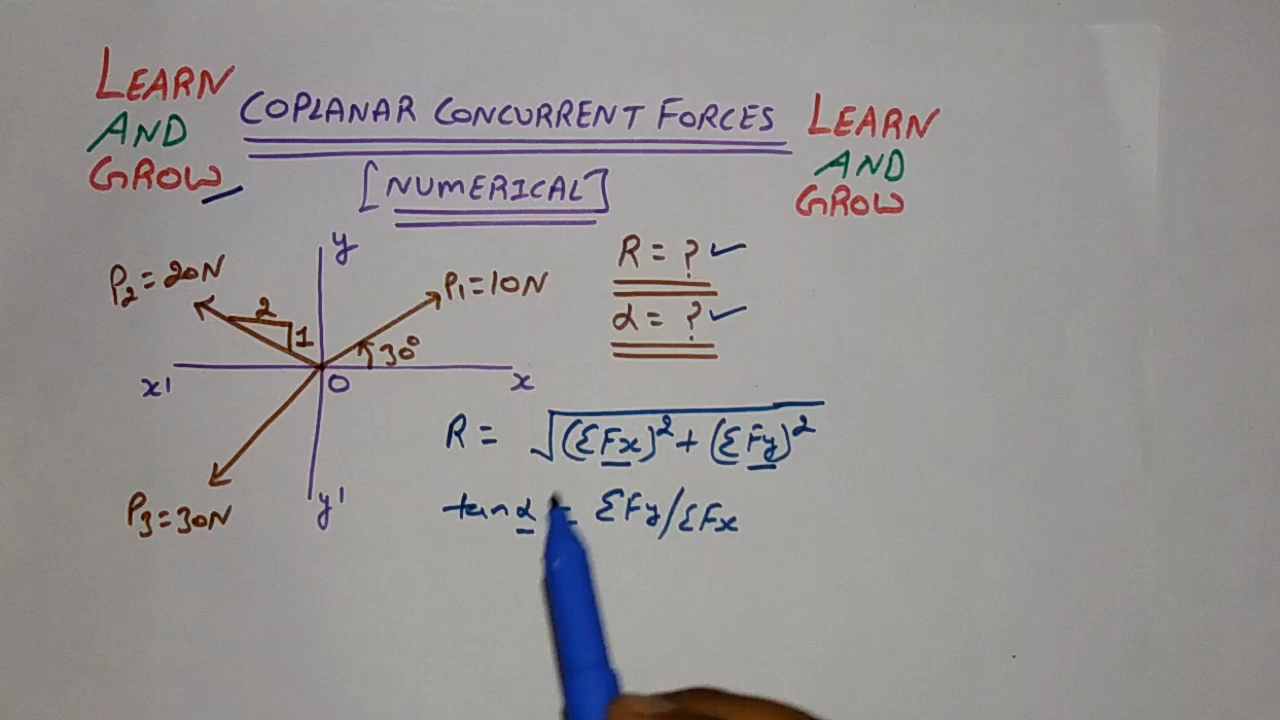 LEARN
AND
GROW
COPLANAR CONCURRENT FORCES
[NUMERICAL]
LEARN
AND
GROW
y
P₂=20N
2
1
P₁=10N
30°
x'
O
x
P₃=30N
y'
R = ?
α = ?
R = √(ΣFx)² + (ΣFy)²
tan α = ΣFy/ΣFx